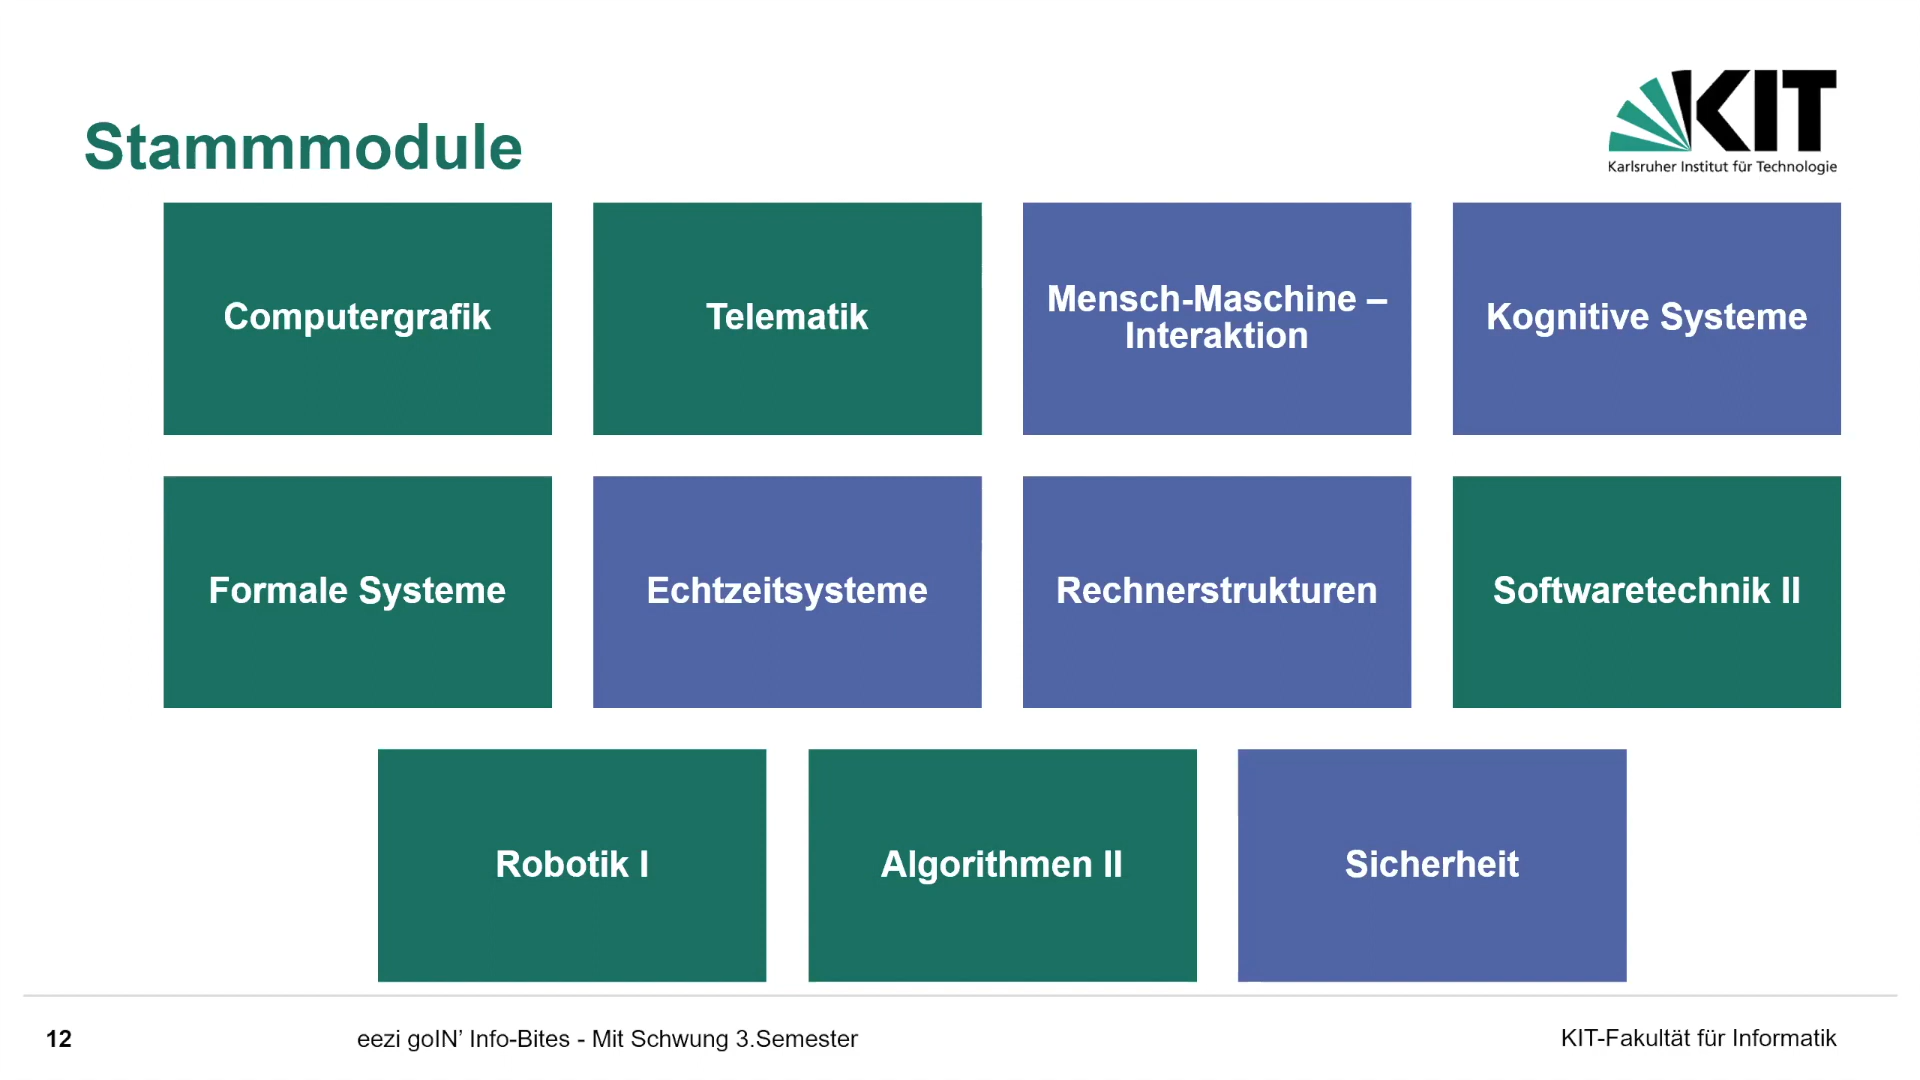 Stammmodule
KIT
Karlsruher Institut für Technologie
Computergrafik
Telematik
Mensch-Maschine –
Interaktion
Kognitive Systeme
Formale Systeme
Echtzeitsysteme
Rechnerstrukturen
Softwaretechnik II
Robotik I
Algorithmen II
Sicherheit
12
eezi goIN’ Info-Bites - Mit Schwung 3.Semester
KIT-Fakultät für Informatik